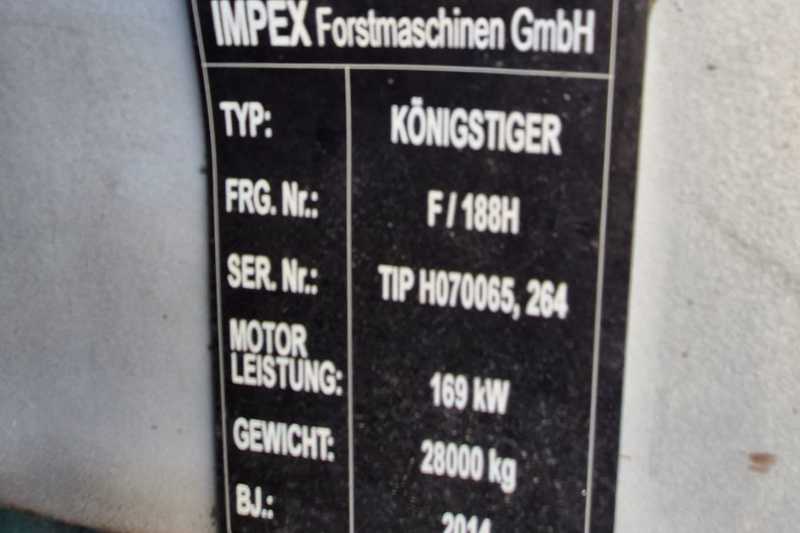 IMPEX Forstmaschinen GmbH
TYP: KÖNIGSTIGER
FRG. Nr.: F / 188H
SER. Nr.: TIP H070065, 264
MOTOR
LEISTUNG: 169 kW
GEWICHT: 28000 kg
BJ.: 2014